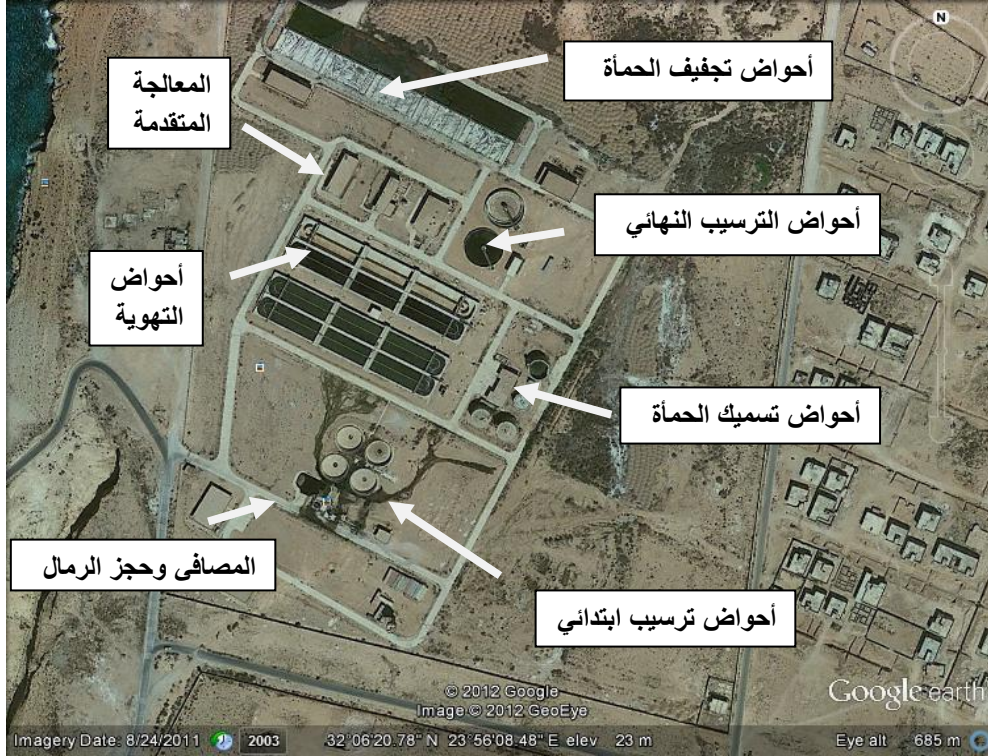 N
أحواض تجفيف الحمأة
المعالجة
المتقدمة
أحواض الترسيب النهائي
أحواض
التهوية
أحواض تسميك الحمأة
المصافى وحجز الرمال
أحواض ترسيب ابتدائي
© 2012 Google
Image © 2012 GeoEye
Google earth
Imagery Date: 8/24/2011 2003 32°06'20.78" N 23°56'08.48" E elev 23 m Eye alt 685 m